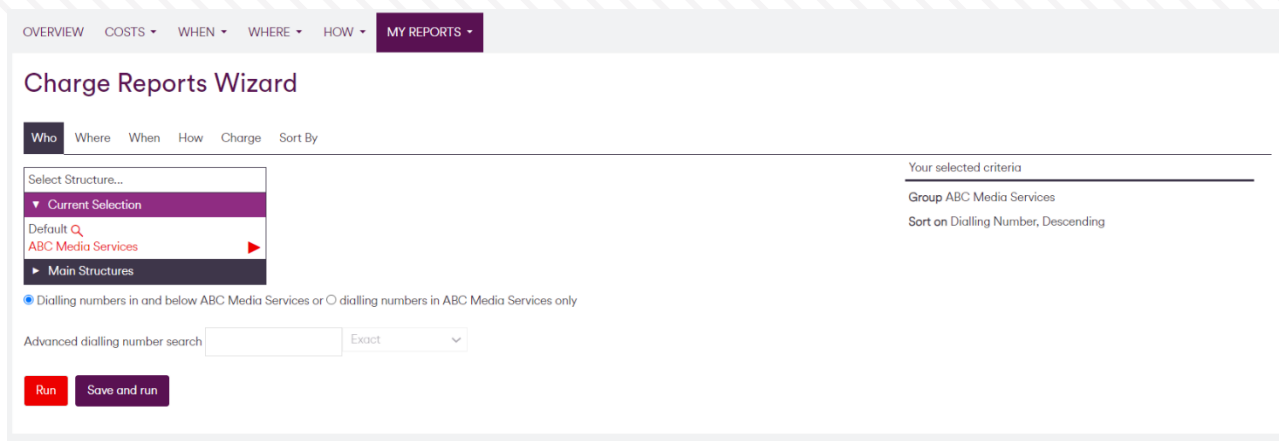 OVERVIEW COSTS WHEN WHERE HOW MY REPORTS
Charge Reports Wizard
Who Where When How Charge Sort By
Select Structure...
Current Selection
Default
ABC Media Services
Main Structures
Dialling numbers in and below ABC Media Services or dialling numbers in ABC Media Services only
Advanced dialling number search Exact
Run Save and run
Your selected criteria
Group ABC Media Services
Sort on Dialling Number, Descending